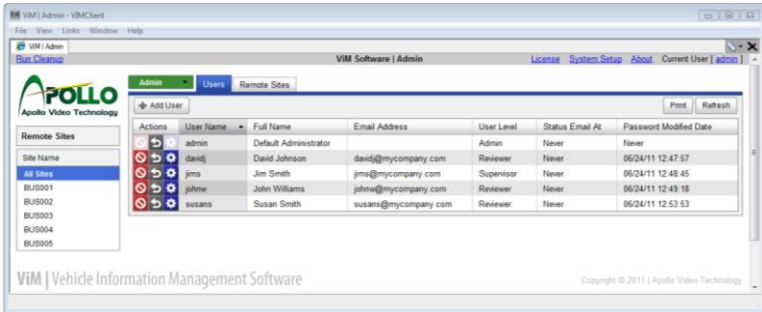 ViM | Admin - VIMClient
File View Links Window Help
ViM | Admin
Run Cleanup ViM Software | Admin License System Setup About Current User [ admin ]
APOLLO
Apollo Video Technology
Admin Users Remote Sites
Add User Print Refresh
Remote Sites
Site Name
All Sites
BUS001
BUS002
BUS003
BUS004
BUS005
Actions User Name Full Name Email Address User Level Status Email At Password Modified Date
admin Default Administrator Admin Never Never
davidj David Johnson davidj@mycompany.com Reviewer Never 06/24/11 12:47:57
jims Jim Smith jims@mycompany.com Supervisor Never 06/24/11 12:48:45
johnw John Williams johnw@mycompany.com Reviewer Never 06/24/11 12:49:18
susans Susan Smith susans@mycompany.com Reviewer Never 06/24/11 12:53:53
ViM | Vehicle Information Management Software
Copyright © 2011 | Apollo Video Technology